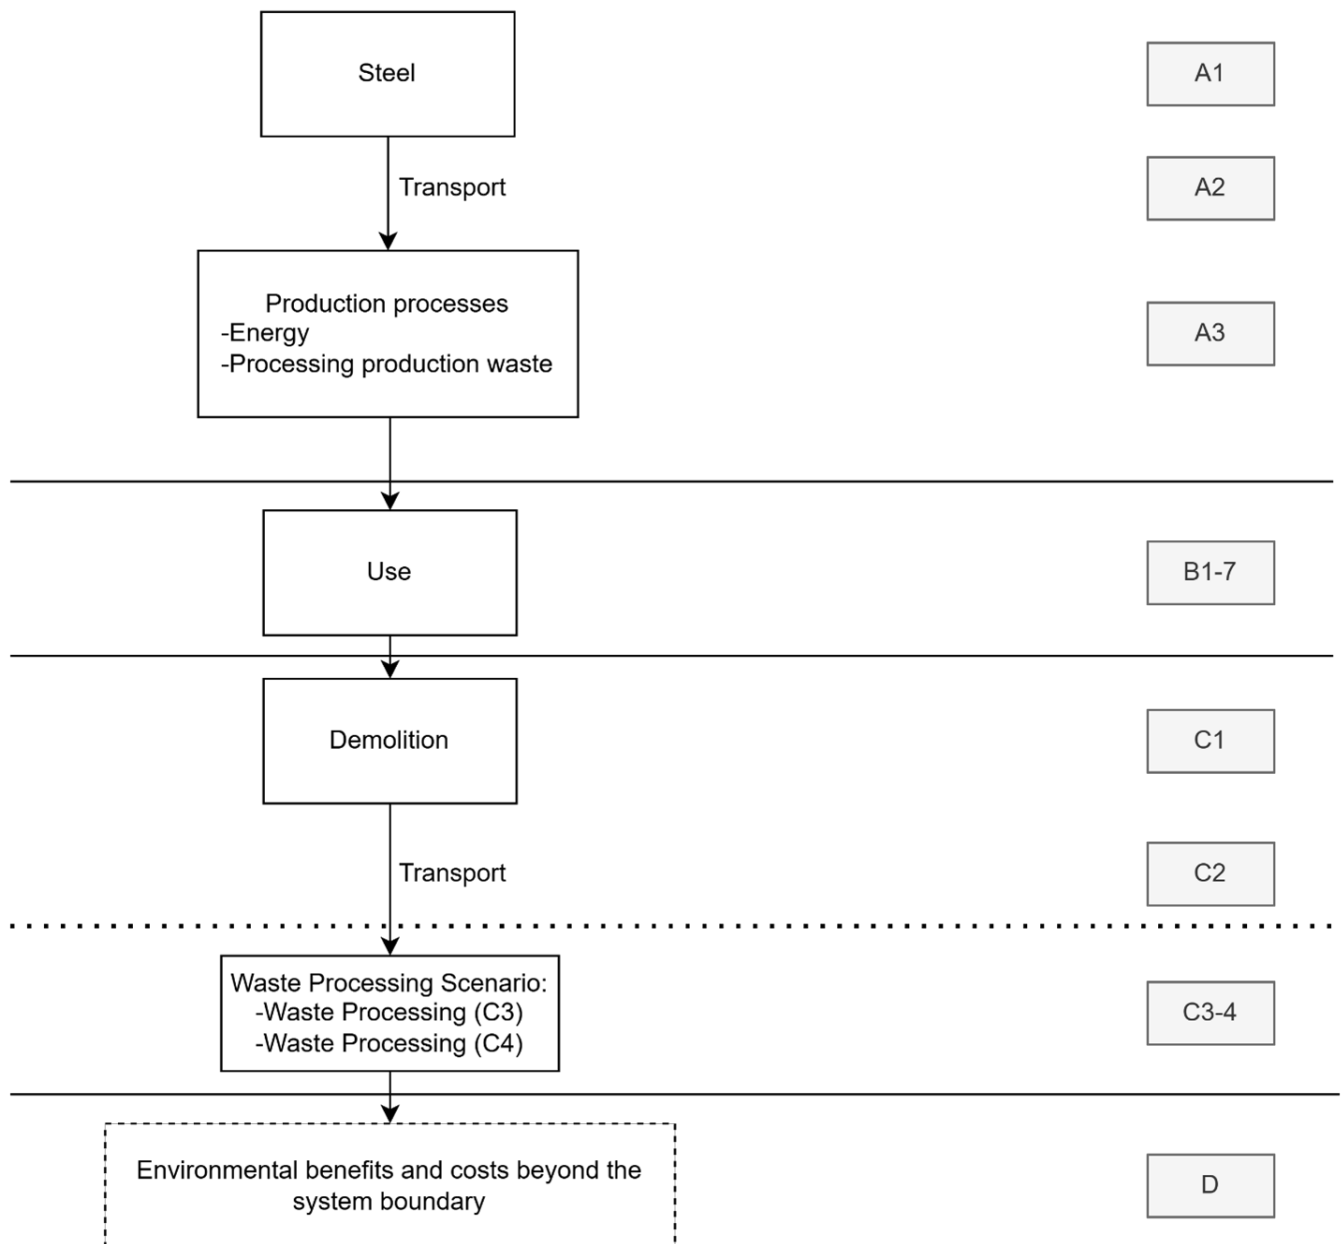 Steel
A1
Transport
A2
Production processes
-Energy
-Processing production waste
A3
Use
B1-7
Demolition
C1
Transport
C2
Waste Processing Scenario:
-Waste Processing (C3)
-Waste Processing (C4)
C3-4
Environmental benefits and costs beyond the
system boundary
D